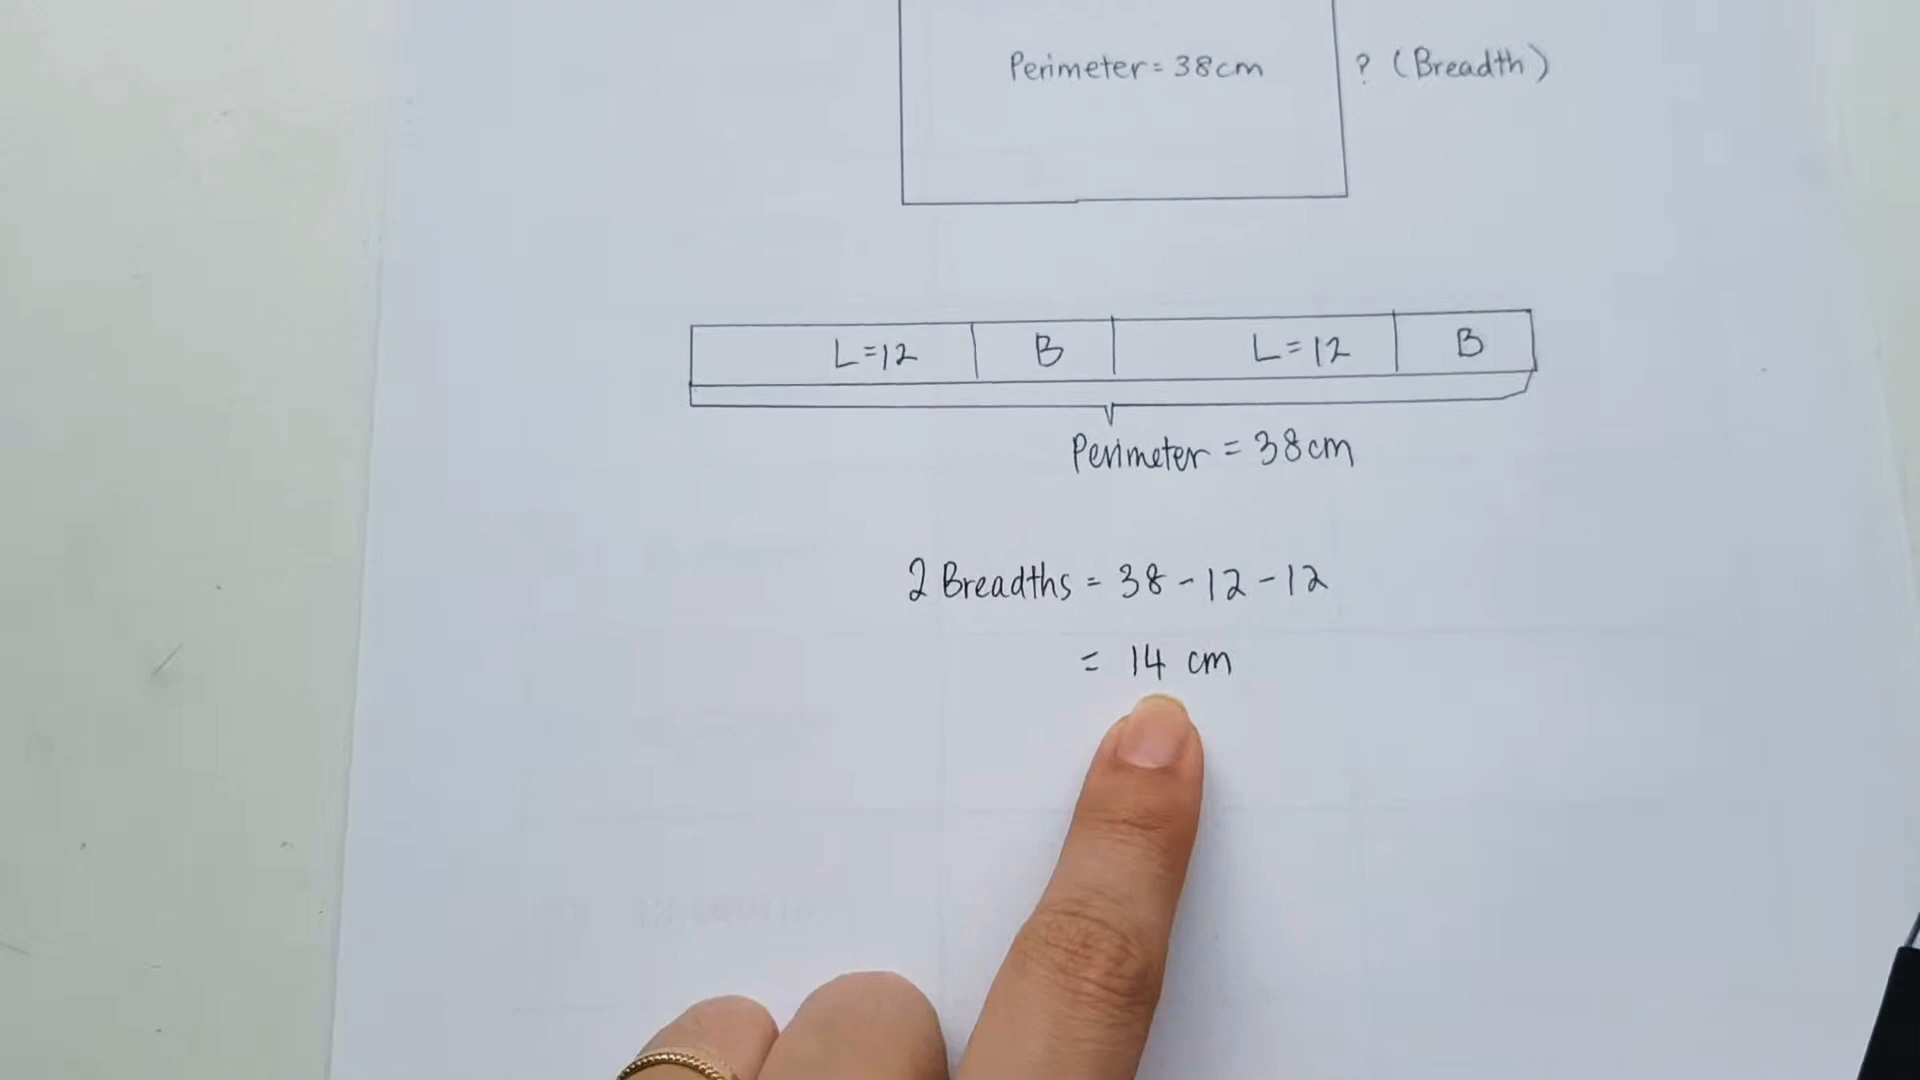 Perimeter = 38cm ? (Breadth)
L=12 B L=12 B
Perimeter = 38cm
2 Breadths = 38 - 12 - 12
= 14 cm